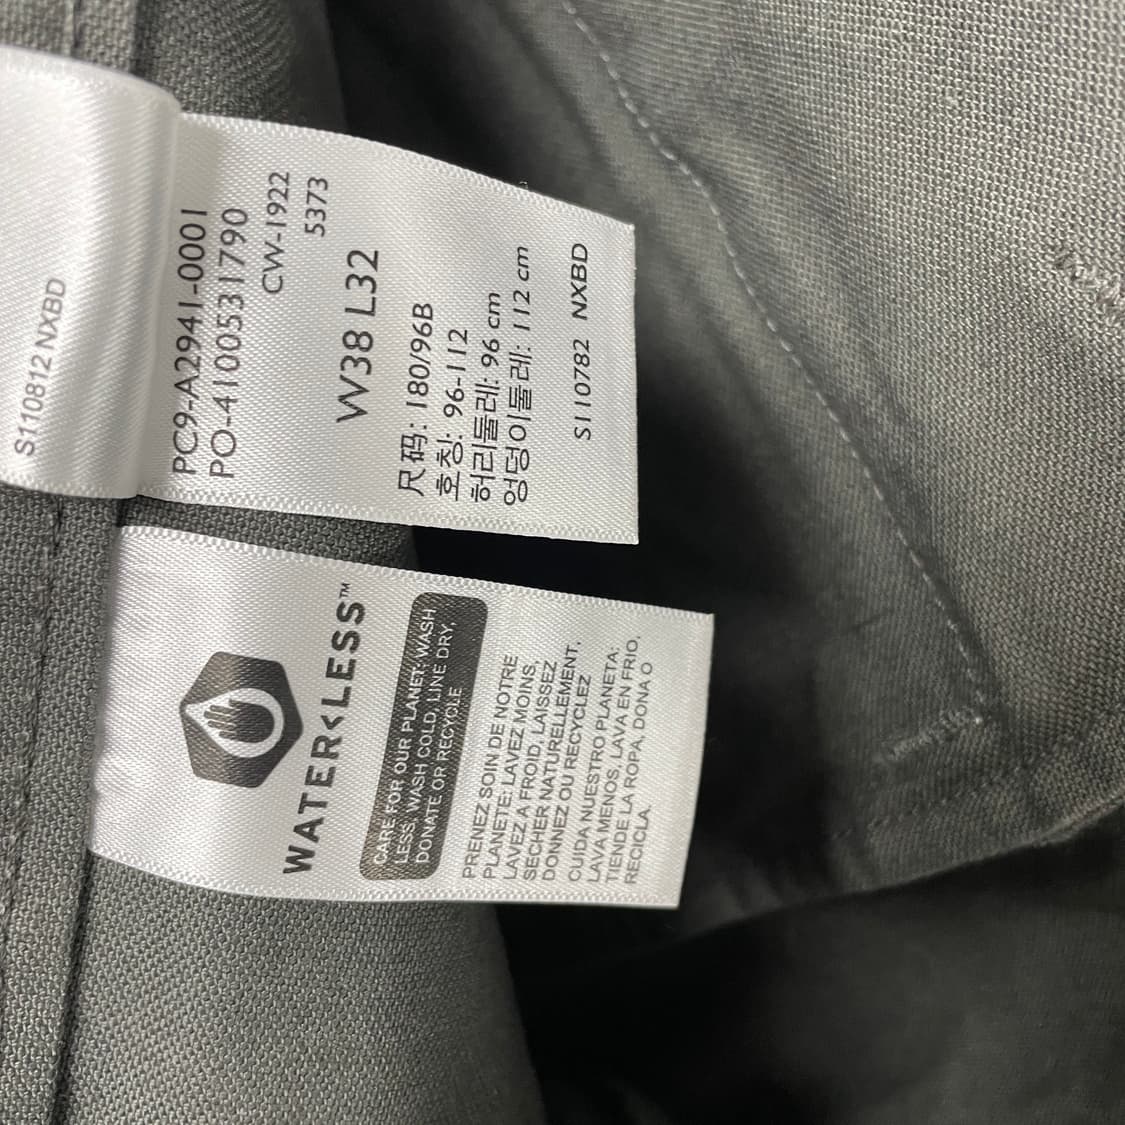 S110812 NXBD
PC9-A2941-0001
PO-4100531790
CW-1922
5373
W38 L32
尺码: 180/96B
호칭: 96-112
허리둘레: 96 cm
엉덩이둘레: 112 cm
S110782 NXBD
WATER<LESS™
CARE FOR OUR PLANET: WASH
LESS, WASH COLD, LINE DRY,
DONATE OR RECYCLE
PRENEZ SOIN DE NOTRE
PLANETE: LAVEZ MOINS,
LAVEZ A FROID, LAISSEZ
SECHER NATURELLEMENT,
DONNEZ OU RECYCLEZ
CUIDA NUESTRO PLANETA:
LAVA MENOS, LAVA EN FRIO,
TIENDE LA ROPA, DONA O
RECICLA.